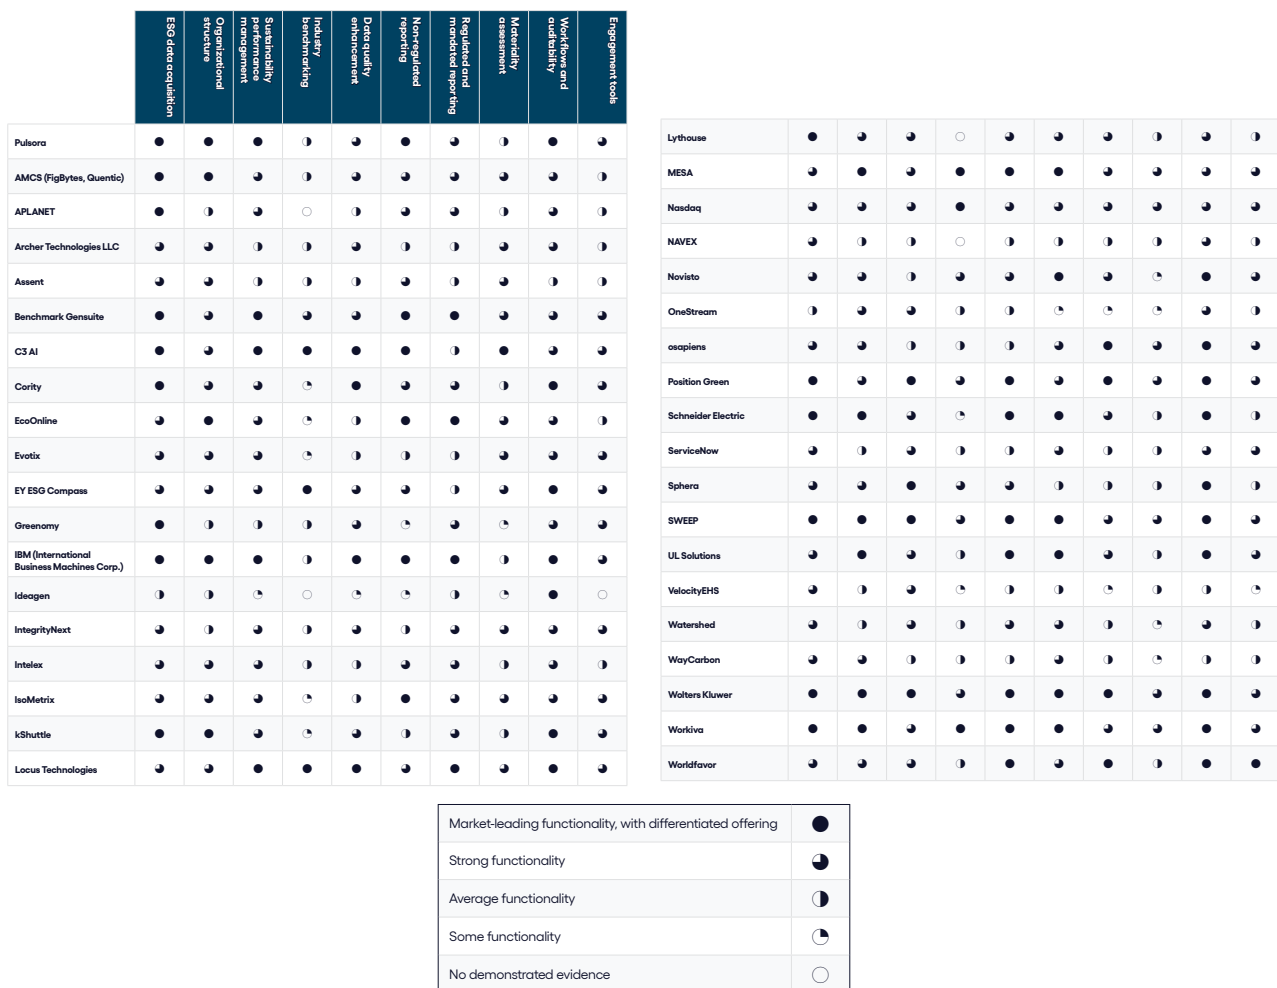 ESG data acquisition
Organizational
structure
Sustainability
performance
management
Industry
benchmarking
Data quality
enhancement
Non-regulated
reporting
Regulated and
mandated reporting
Materiality
assessment
Workflows and
auditability
Engagement tools
Pulsora
AMCS (FigBytes, Quentic)
APLANET
Archer Technologies LLC
Assent
Benchmark Gensuite
C3 AI
Cority
EcoOnline
Evotix
EY ESG Compass
Greenomy
IBM (International
Business Machines Corp.)
Ideagen
IntegrityNext
Intelex
IsoMetrix
kShuttle
Locus Technologies
Lythouse
MESA
Nasdaq
NAVEX
Novisto
OneStream
osapiens
Position Green
Schneider Electric
ServiceNow
Sphera
SWEEP
UL Solutions
VelocityEHS
Watershed
WayCarbon
Wolters Kluwer
Workiva
Worldfavor
Market-leading functionality, with differentiated offering
Strong functionality
Average functionality
Some functionality
No demonstrated evidence